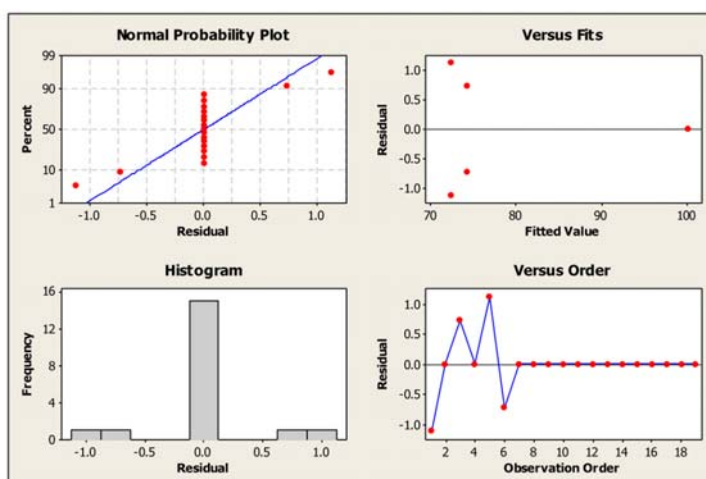 Normal Probability Plot
99
90
50
10
1
Percent
-1.0 -0.5 0.0 0.5 1.0
Residual
Versus Fits
1.0
0.5
0.0
-0.5
-1.0
Residual
70 80 90 100
Fitted Value
Histogram
16
12
8
4
0
Frequency
-1.0 -0.5 0.0 0.5 1.0
Residual
Versus Order
1.0
0.5
0.0
-0.5
-1.0
Residual
2 4 6 8 10 12 14 16 18
Observation Order